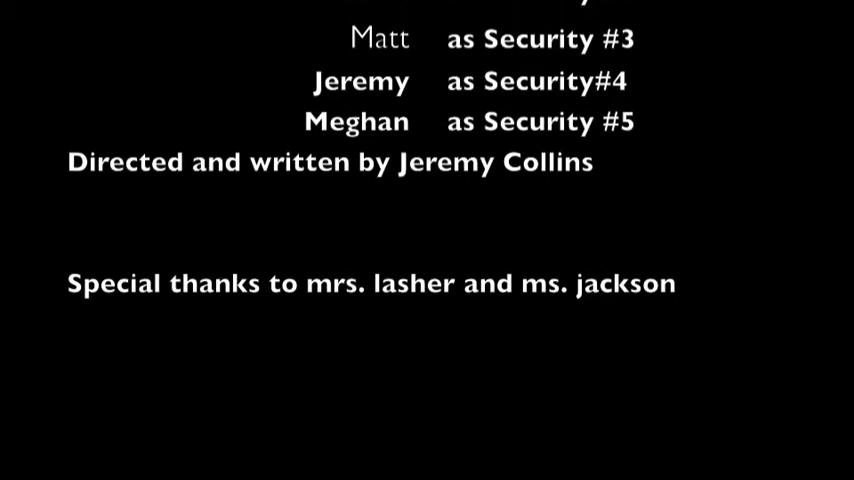 Matt as Security #3
Jeremy as Security#4
Meghan as Security #5
Directed and written by Jeremy Collins
Special thanks to mrs. lasher and ms. jackson